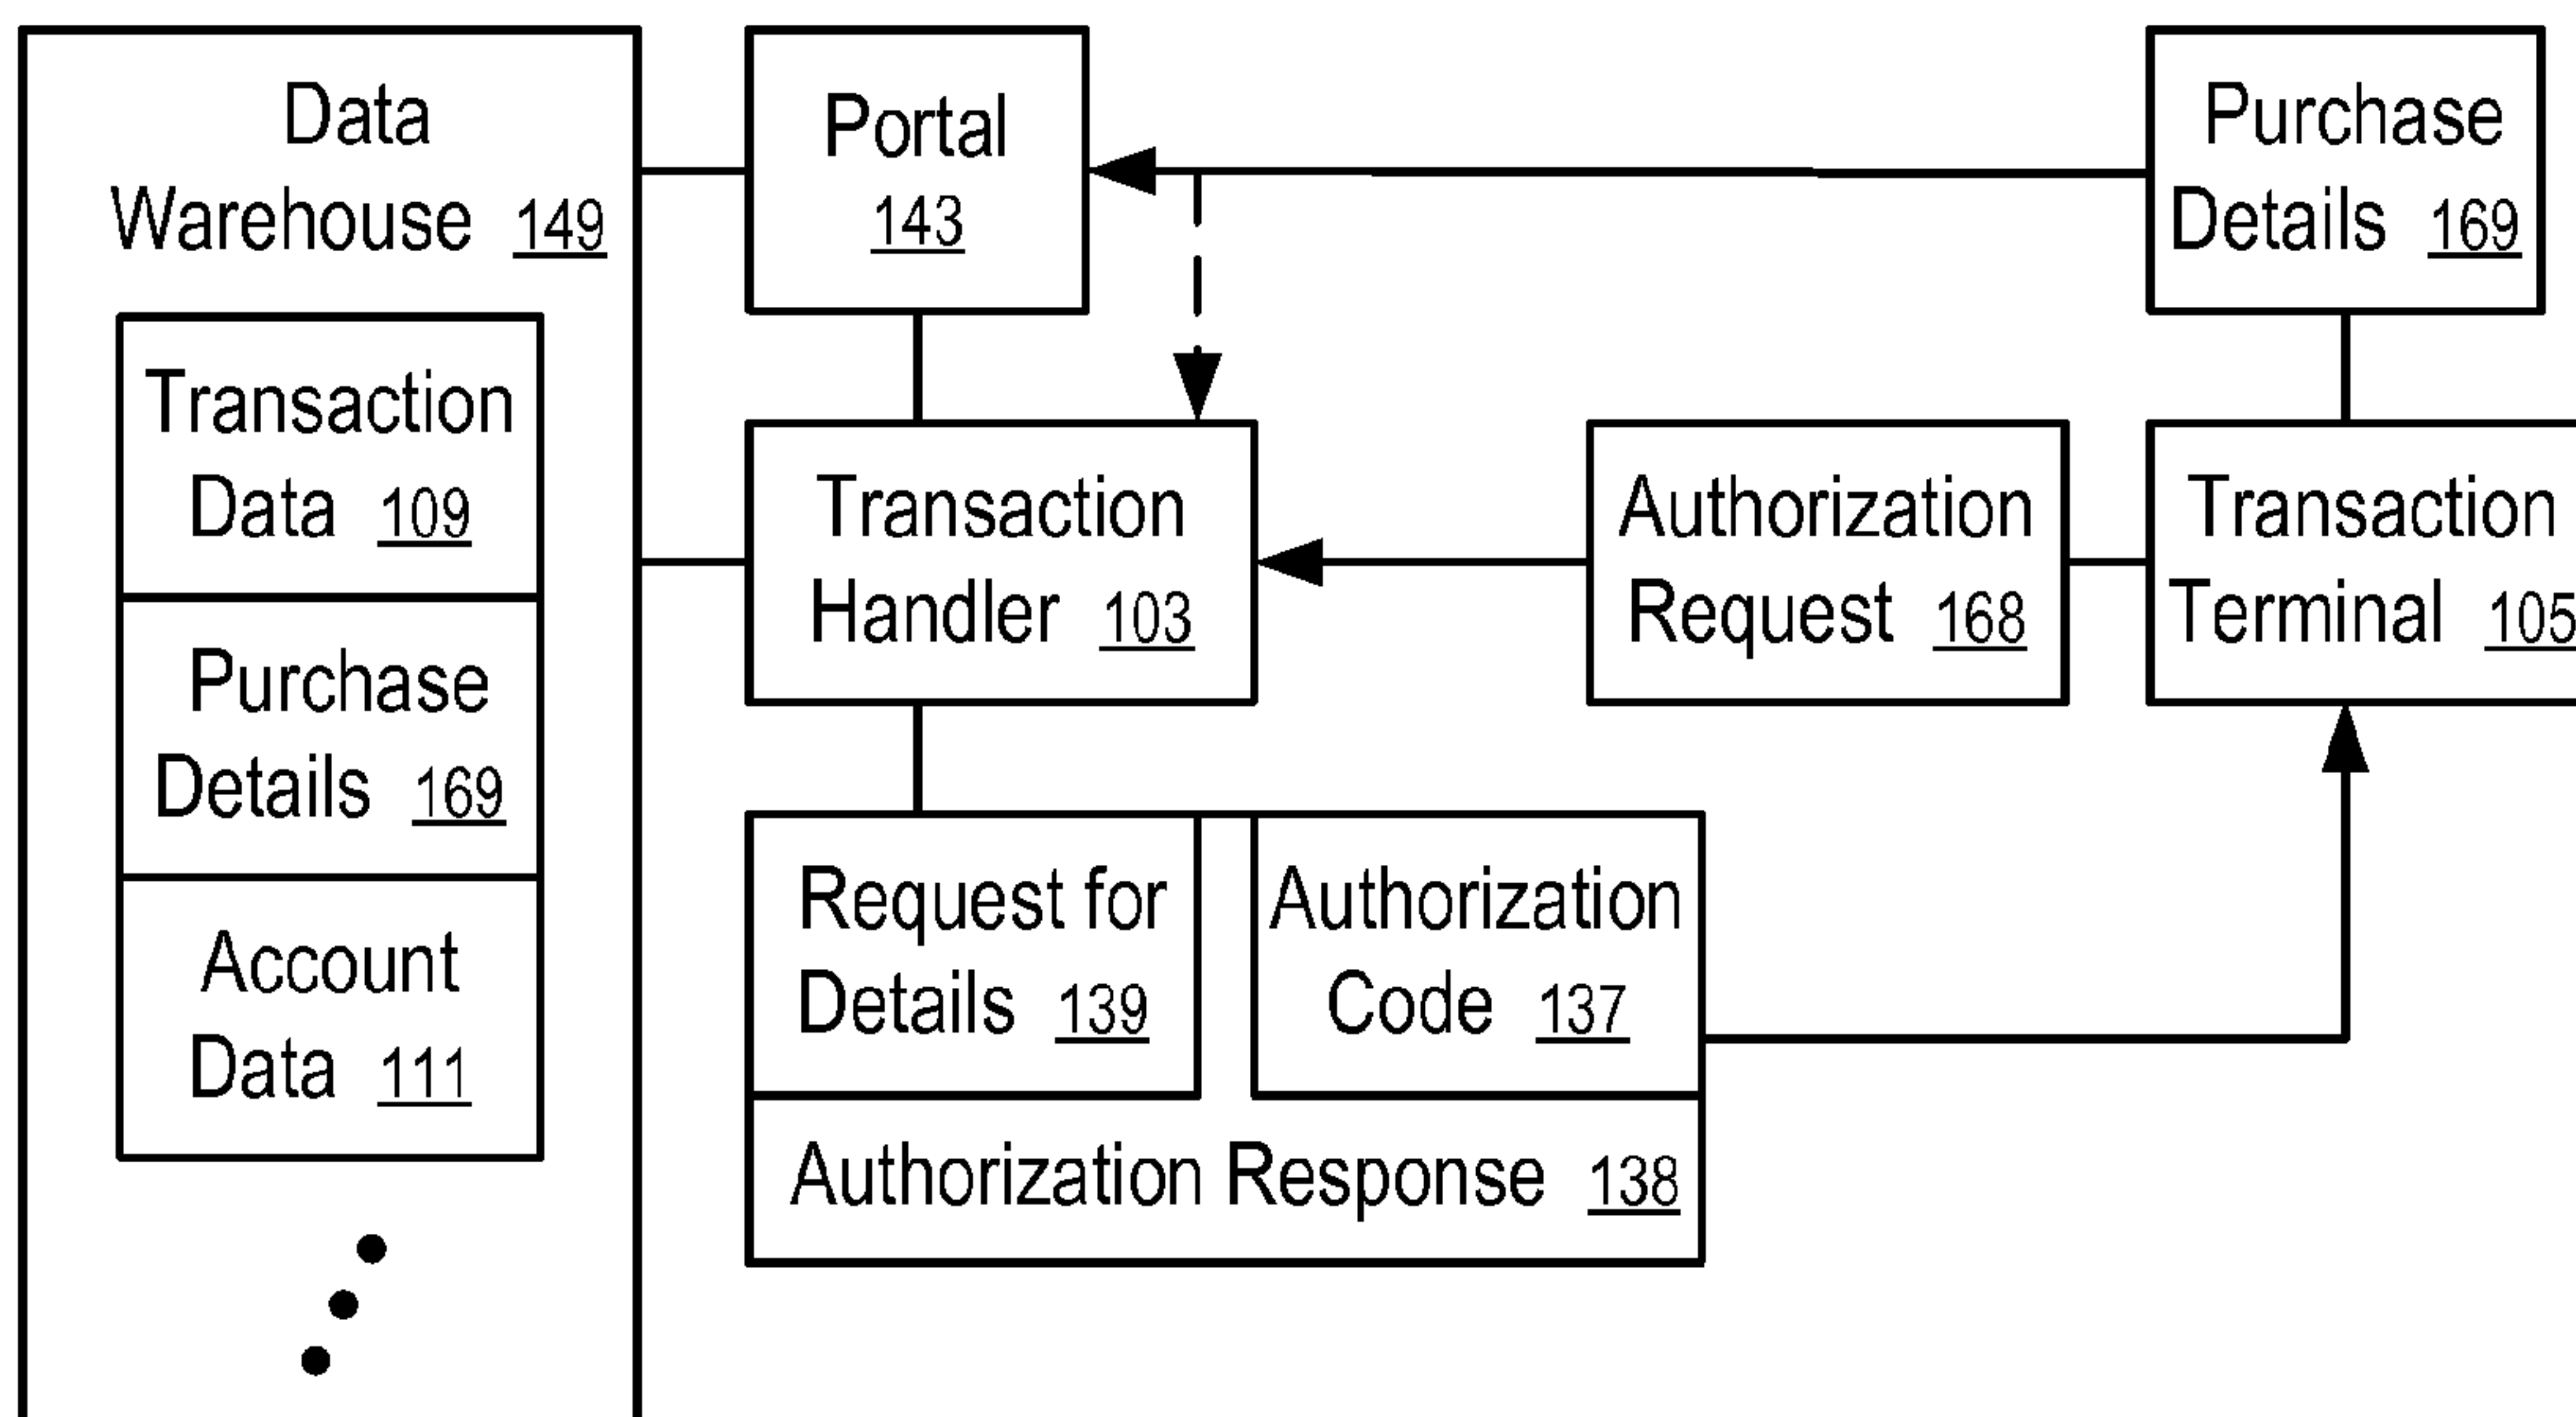 Data
Warehouse 149
Transaction
Data 109
Purchase
Details 169
Account
Data 111
Portal
143
Purchase
Details 169
Transaction
Handler 103
Authorization
Request 168
Transaction
Terminal 105
Request for
Details 139
Authorization
Code 137
Authorization Response 138